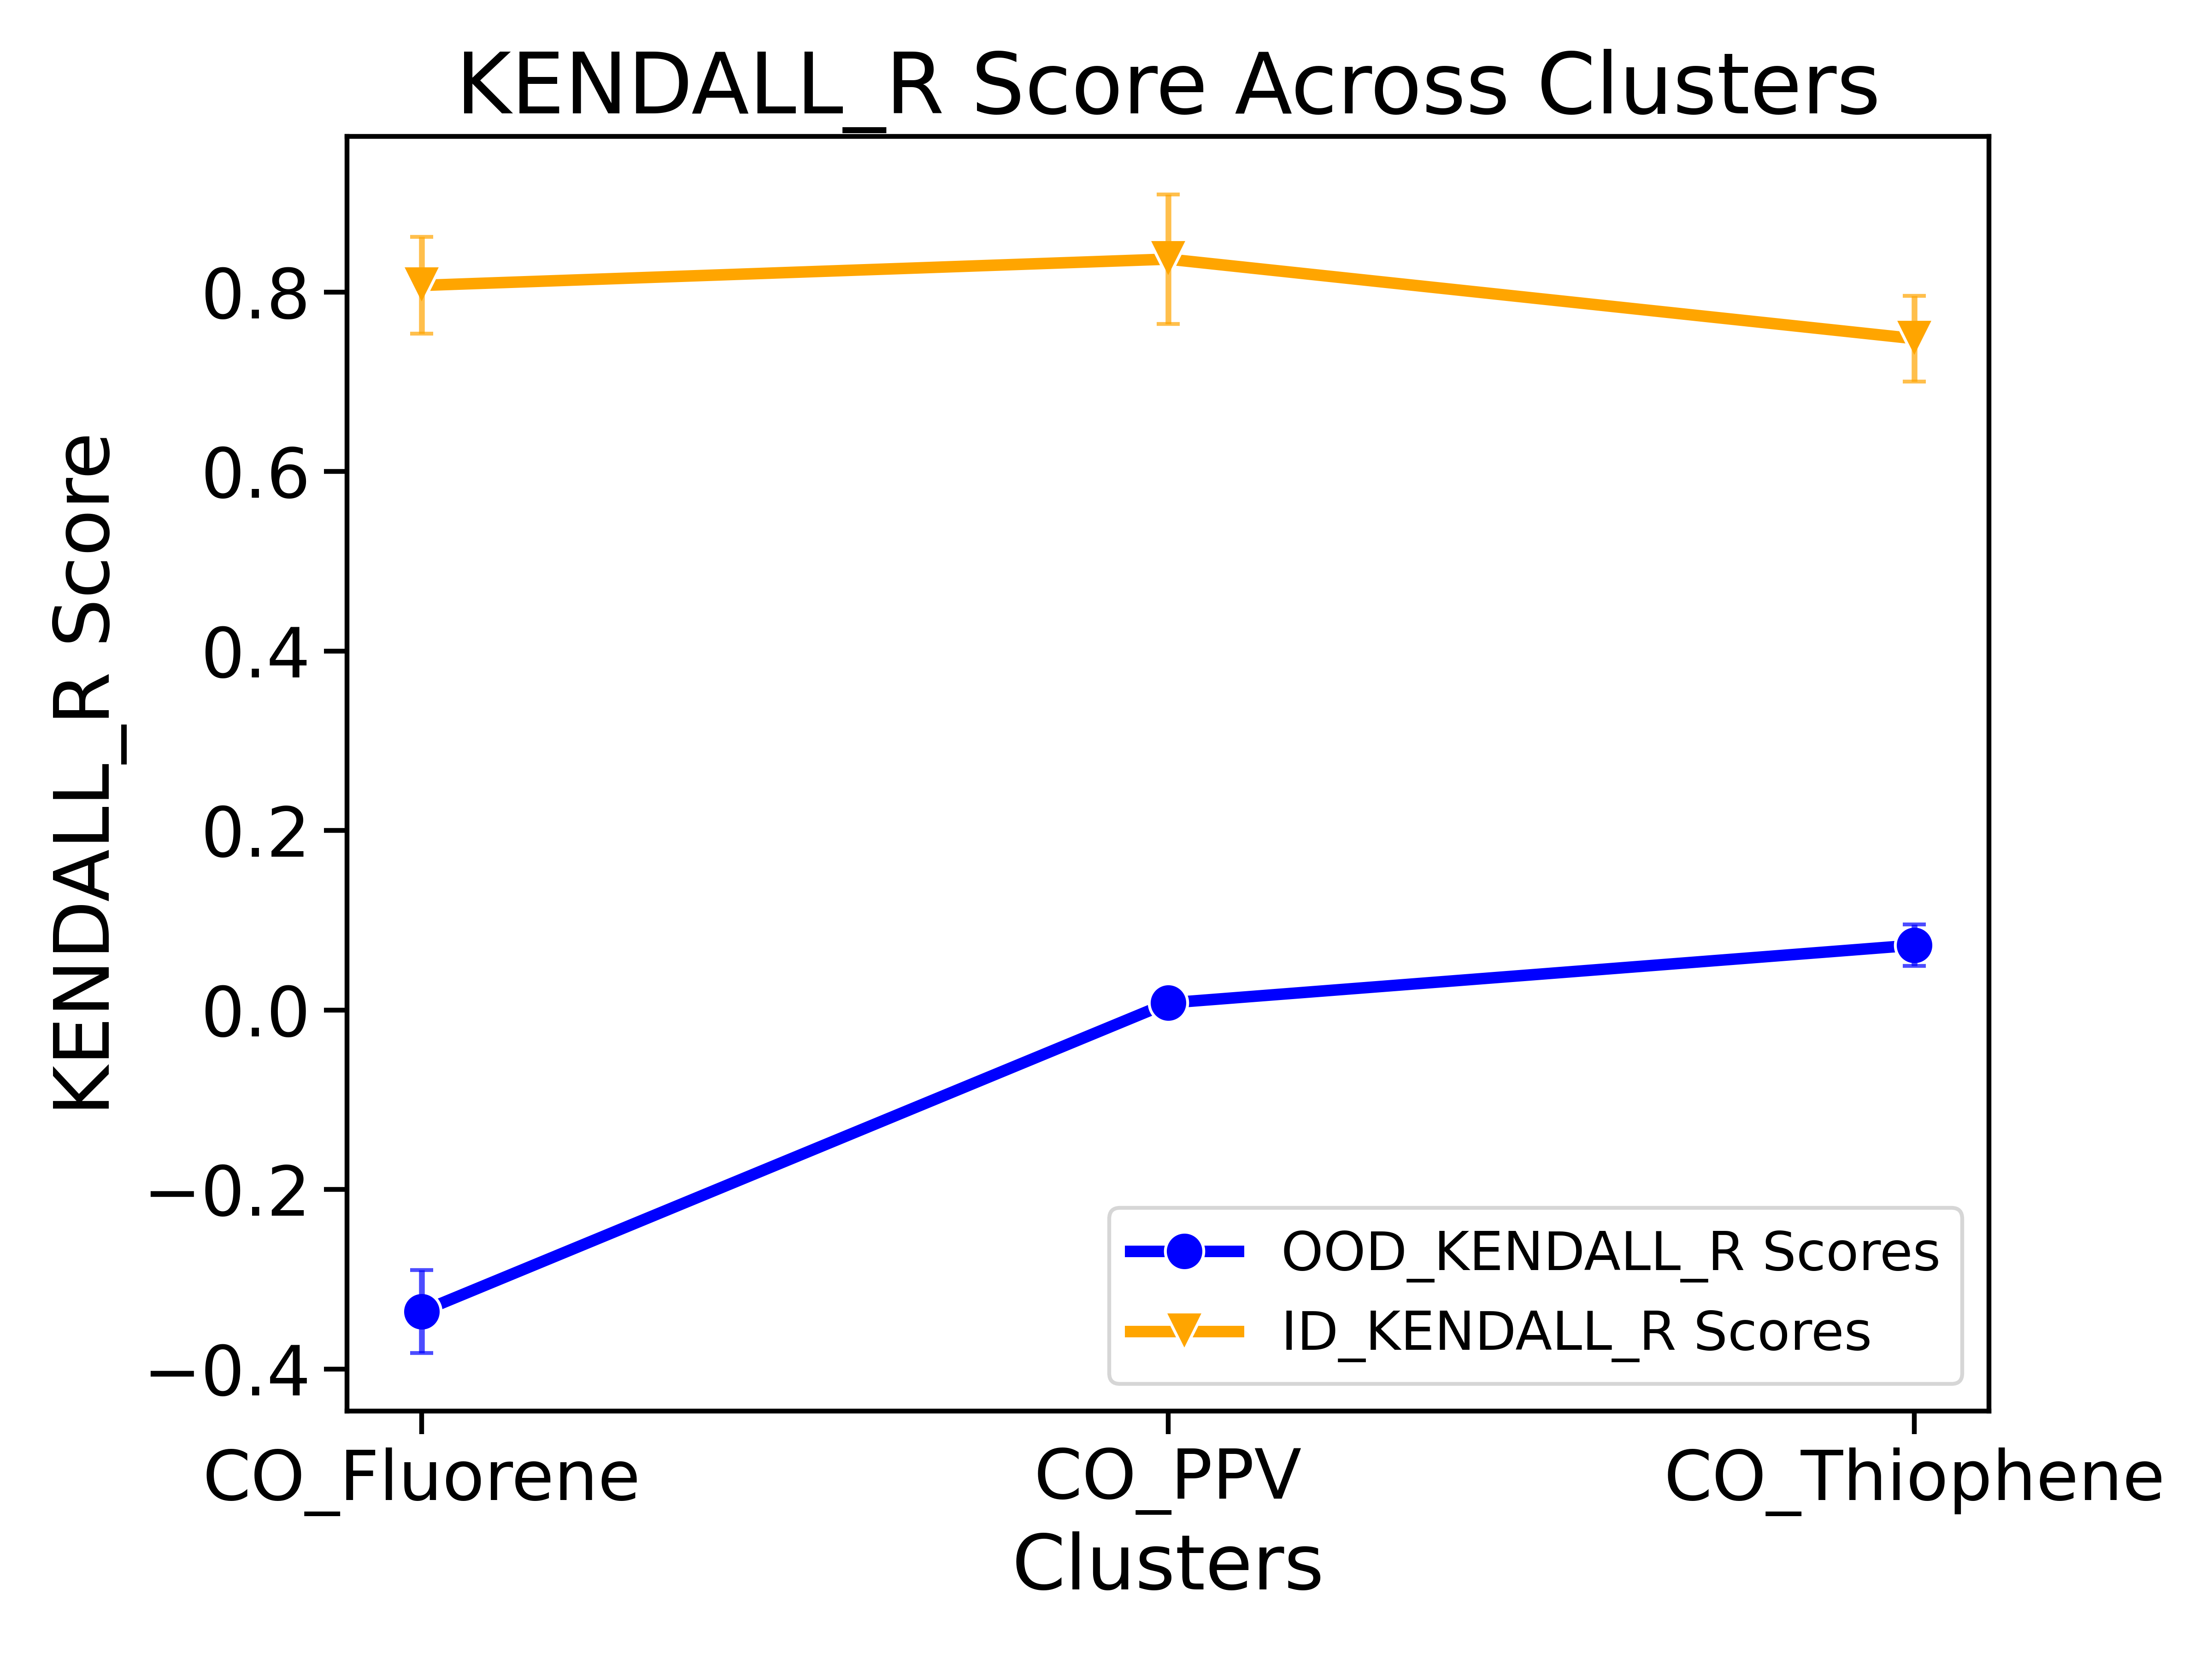 KENDALL_R Score Across Clusters
KENDALL_R Score
0.8
0.6
0.4
0.2
0.0
−0.2
−0.4
OOD_KENDALL_R Scores
ID_KENDALL_R Scores
CO_Fluorene
CO_PPV
CO_Thiophene
Clusters